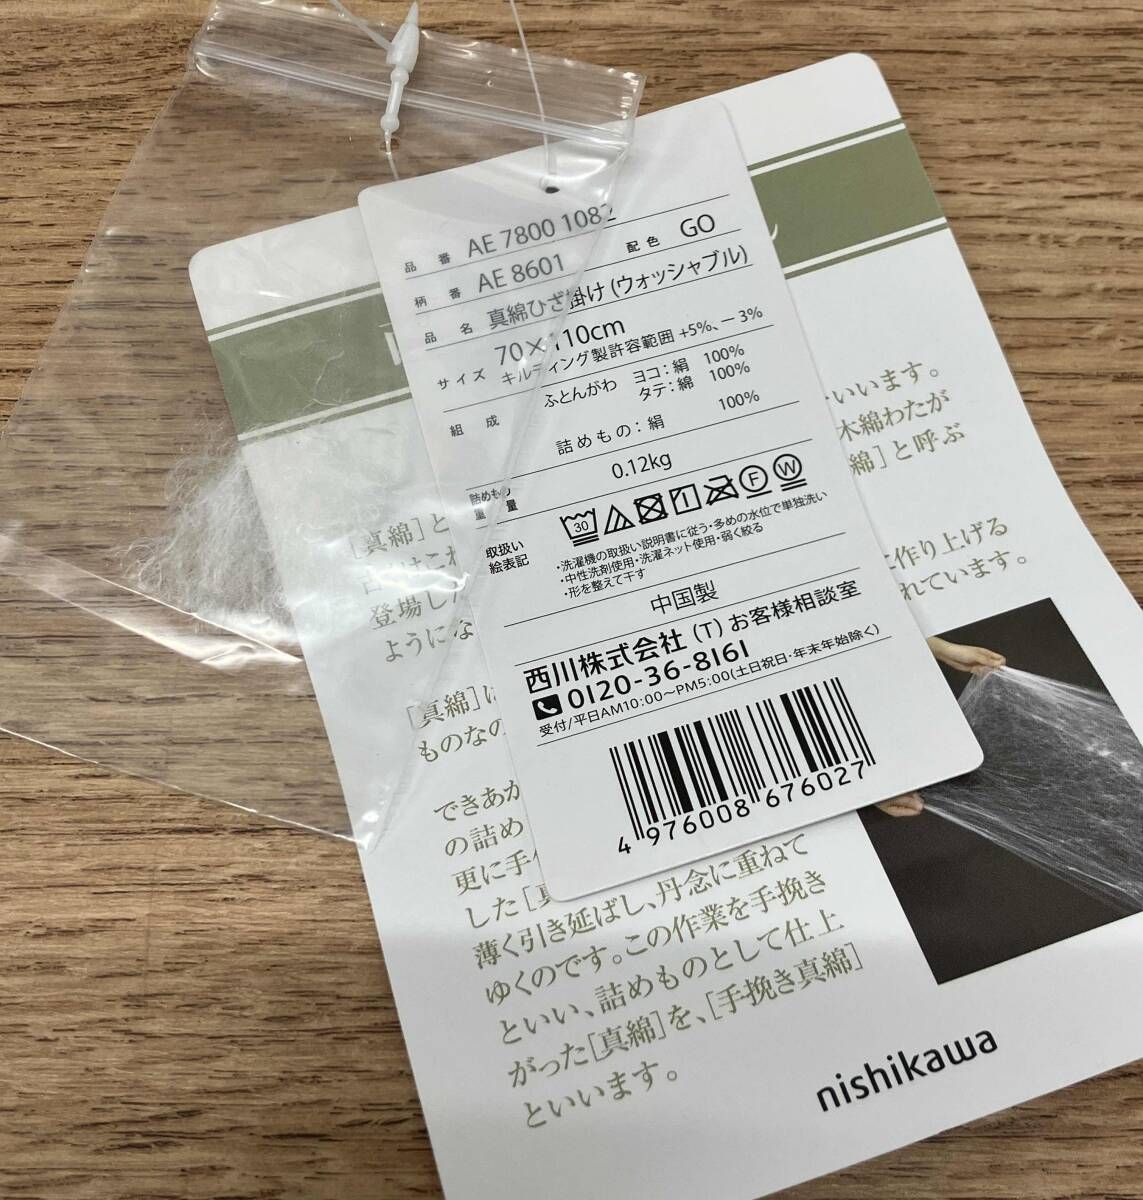 品番 AE 7800 1082
柄番 AE 8601 配色 GO
品名 真綿ひざ掛け (ウォッシャブル)
サイズ 70×110cm
キルティング製許容範囲 +5%、-3%
組成 ふとんがわ ヨコ:絹 100%
タテ:綿 100%
詰めもの:絹 100%
詰めもの重量 0.12kg
取扱い
絵表記
30
F
W
・洗濯機の取扱い説明書に従う・多めの水位で単独洗い
・中性洗剤使用・洗濯ネット使用・弱く絞る
・形を整えて干す
中国製
西川株式会社 (T) お客様相談室
0120-36-8161
受付/平日AM10:00〜PM5:00(土日祝日・年末年始除く)
4 976008 676027
いいます。
木綿わたが
綿]と呼ぶ
[真綿]と
登場し
ようにな
に作り上げる
れています。
[真綿]に
ものなの
できあが
の詰め
更に手
した[
薄く引き延ばし、丹念に重ねて
ゆくのです。この作業を手挽き
といい、詰めものとして仕上
がった[真綿]を、[手挽き真綿]
といいます。
nishikawa